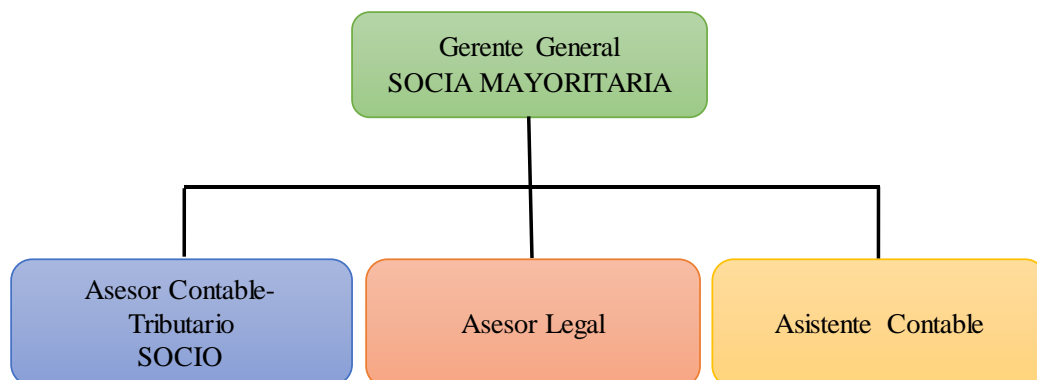 Gerente General
SOCIA MAYORITARIA
Asesor Contable-
Tributario
SOCIO
Asesor Legal
Asistente Contable